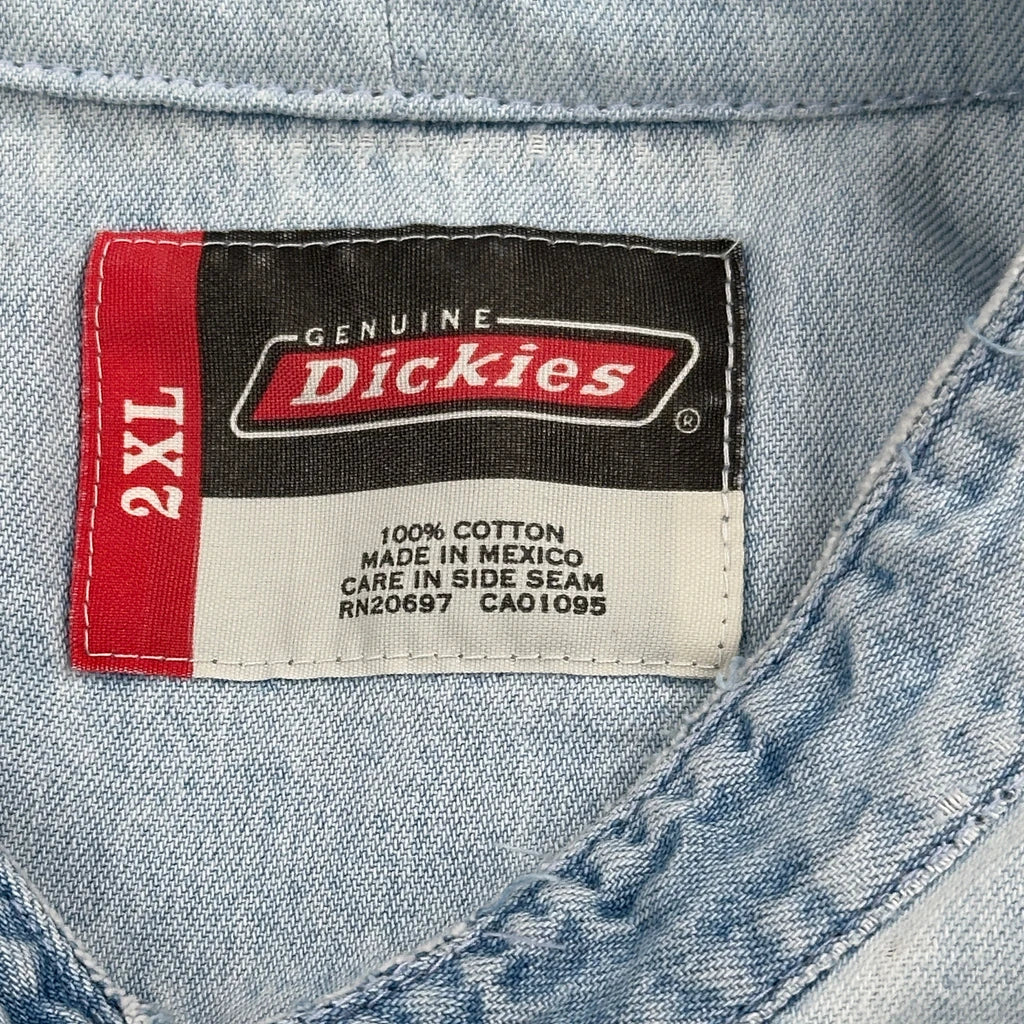 GENUINE
Dickies
®
2XL
100% COTTON
MADE IN MEXICO
CARE IN SIDE SEAM
RN20697 CA01095